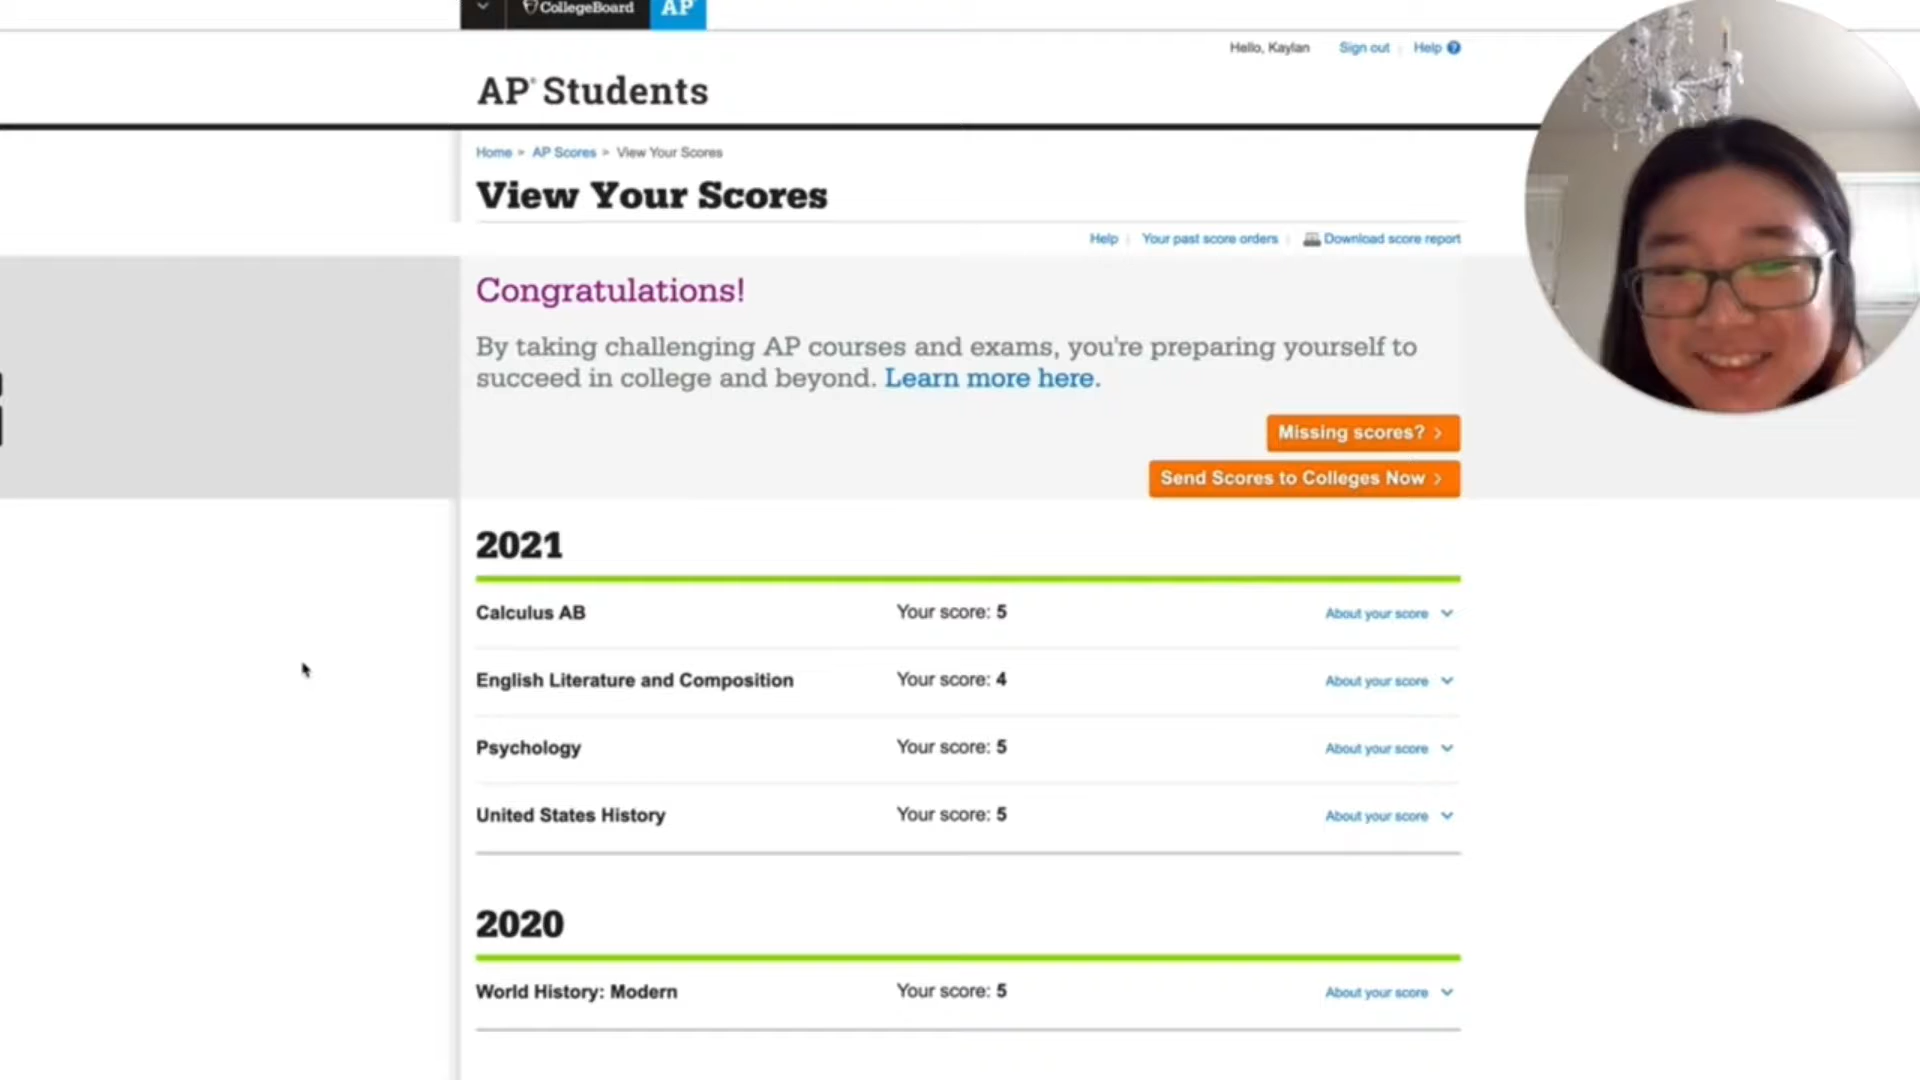 CollegeBoard AP
Hello, Kaylan Sign out Help ?
AP® Students
Home > AP Scores > View Your Scores
View Your Scores
Help Your past score orders Download score report
Congratulations!
By taking challenging AP courses and exams, you're preparing yourself to
succeed in college and beyond. Learn more here.
Missing scores? >
Send Scores to Colleges Now >
2021
Calculus AB Your score: 5 About your score
English Literature and Composition Your score: 4 About your score
Psychology Your score: 5 About your score
United States History Your score: 5 About your score
2020
World History: Modern Your score: 5 About your score